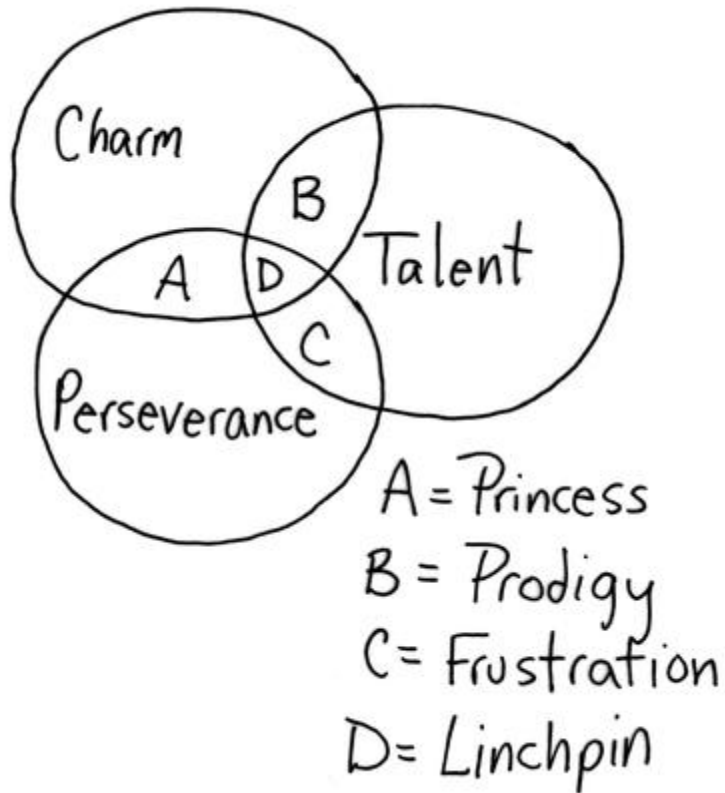 Charm
B
Talent
A
D
C
Perseverance
A = Princess
B = Prodigy
C = Frustration
D = Linchpin